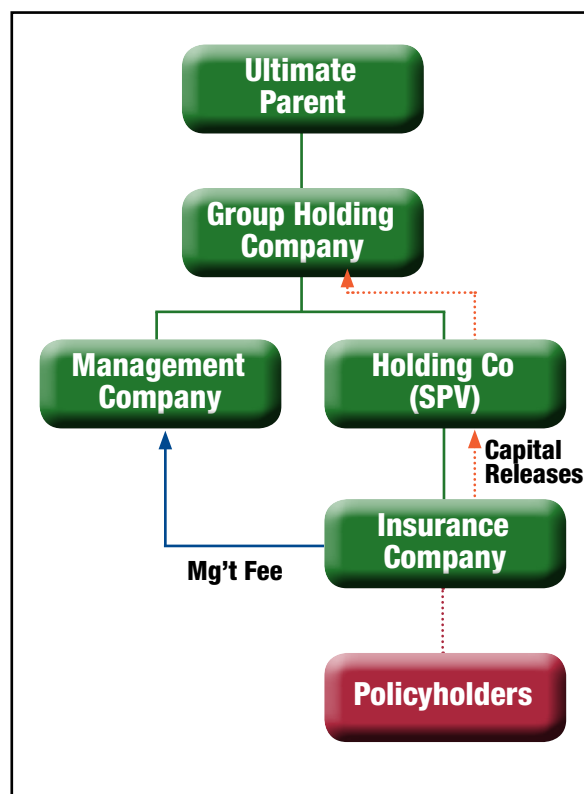 Ultimate
Parent
Group Holding
Company
Management
Company
Holding Co
(SPV)
Capital
Releases
Insurance
Company
Mg’t Fee
Policyholders